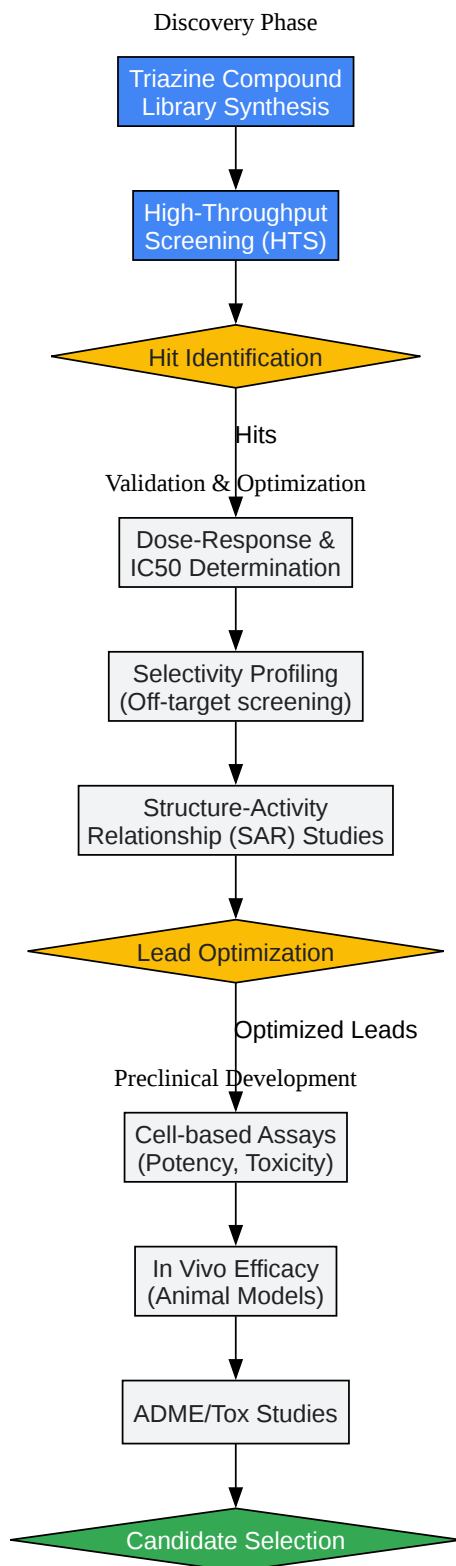 Discovery Phase
Triazine Compound
Library Synthesis
High-Throughput
Screening (HTS)
Hit Identification
Hits
Validation & Optimization
Dose-Response &
IC50 Determination
Selectivity Profiling
(Off-target screening)
Structure-Activity
Relationship (SAR) Studies
Lead Optimization
Optimized Leads
Preclinical Development
Cell-based Assays
(Potency, Toxicity)
In Vivo Efficacy
(Animal Models)
ADME/Tox Studies
Candidate Selection